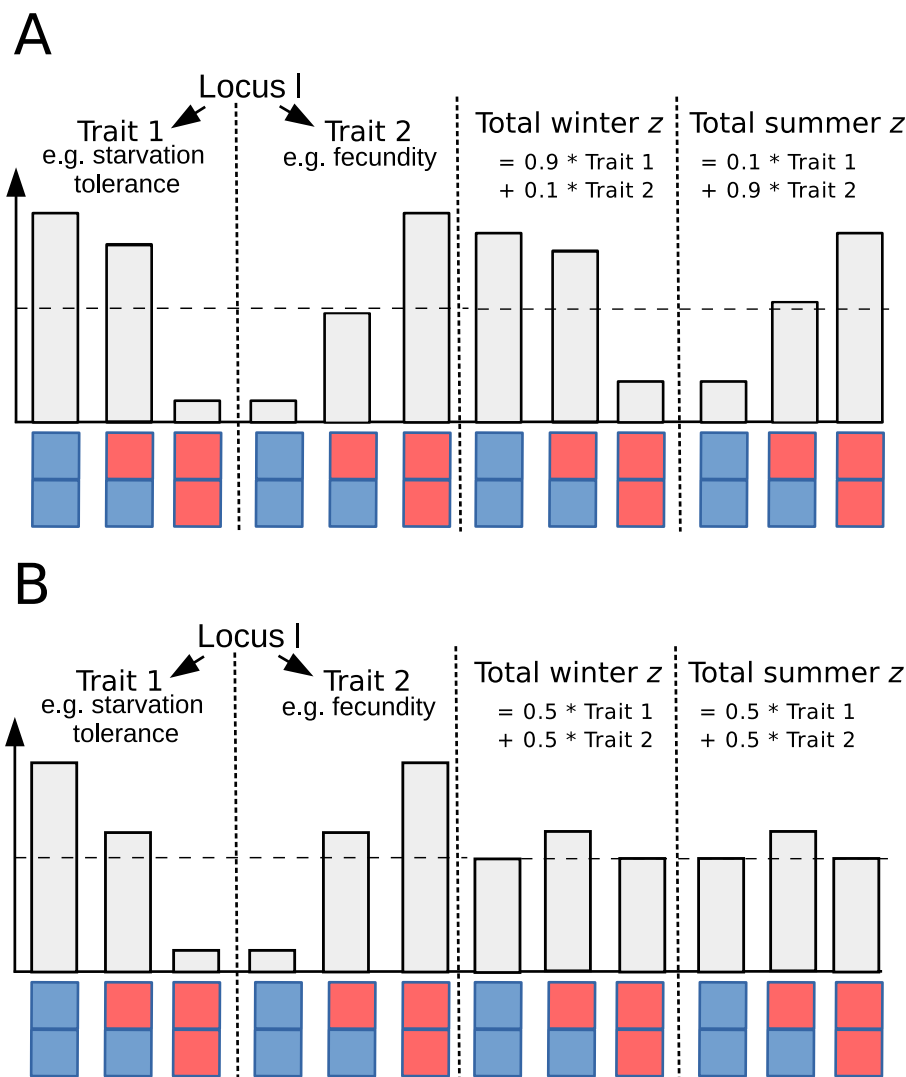 A
Locus l
Trait 1
e.g. starvation
tolerance
Trait 2
e.g. fecundity
Total winter z
= 0.9 * Trait 1
+ 0.1 * Trait 2
Total summer z
= 0.1 * Trait 1
+ 0.9 * Trait 2
B
Locus l
Trait 1
e.g. starvation
tolerance
Trait 2
e.g. fecundity
Total winter z
= 0.5 * Trait 1
+ 0.5 * Trait 2
Total summer z
= 0.5 * Trait 1
+ 0.5 * Trait 2